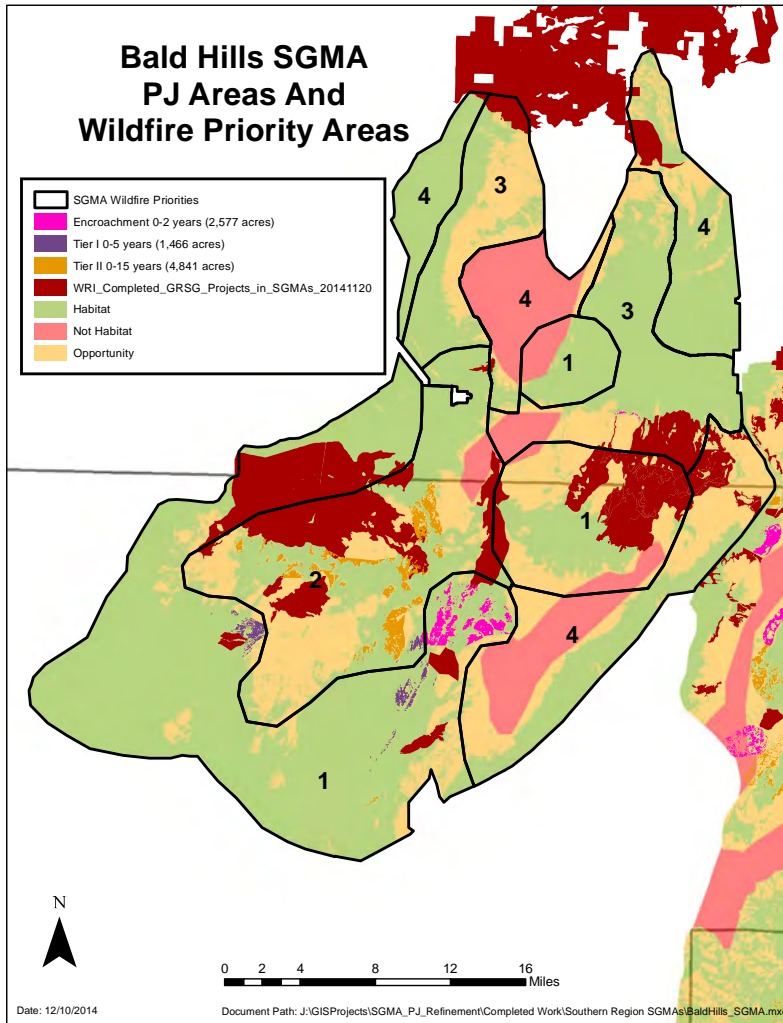 Bald Hills SGMA
PJ Areas And
Wildfire Priority Areas
SGMA Wildfire Priorities
Encroachment 0-2 years (2,577 acres)
Tier I 0-5 years (1,466 acres)
Tier II 0-15 years (4,841 acres)
WRI_Completed_GRSG_Projects_in_SGMAs_20141120
Habitat
Not Habitat
Opportunity
4
3
4
4
3
1
1
2
4
1
N
0 2 4 8 12 16
Miles
Date: 12/10/2014
Document Path: J:\GISProjects\SGMA_PJ_Refinement\Completed Work\Southern Region SGMAs\BaldHills_SGMA.m